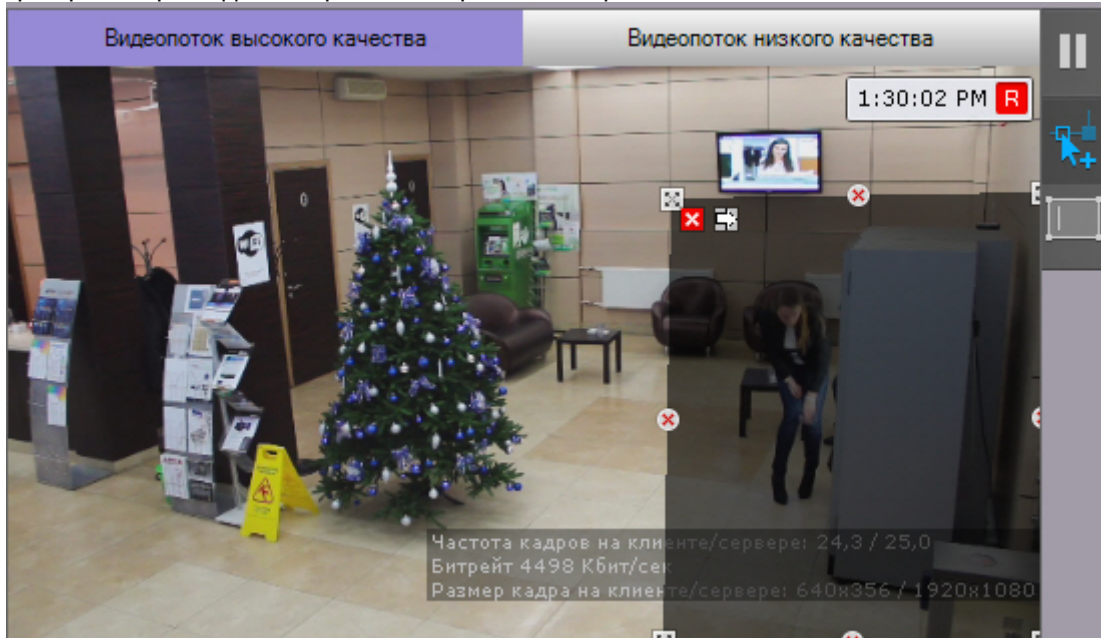 Видеопоток высокого качества
Видеопоток низкого качества
1:30:02 PM R
Частота кадров на клиенте/сервере: 24,3 / 25,0
Битрейт 4498 Кбит/сек
Размер кадра на клиенте/сервере: 640x356 / 1920x1080